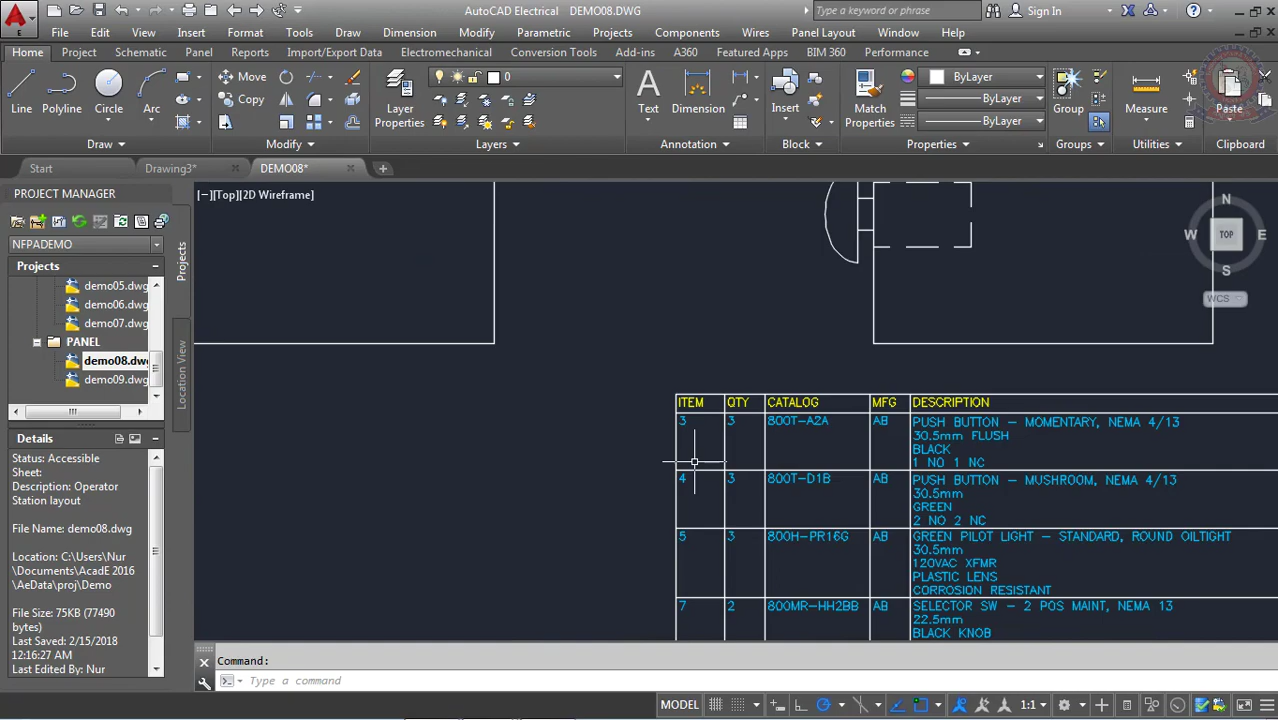 AutoCAD Electrical DEMO08.DWG
Type a keyword or phrase
Sign In
File Edit View Insert Format Tools Draw Dimension Modify Parametric Projects Components Wires Panel Layout Window Help
Home Project Schematic Panel Reports Import/Export Data Electromechanical Conversion Tools Add-ins A360 Featured Apps BIM 360 Performance
Move
0
ByLayer
Copy
ByLayer
Line Polyline Circle Arc
Layer Properties
Text Dimension
Insert
Match Properties
ByLayer
Group
Measure
Paste
Draw Modify Layers Annotation Block Properties Groups Utilities Clipboard
Start Drawing3* DEMO08*
PROJECT MANAGER
[−][Top][2D Wireframe]
NFPADEMO
Projects
demo05.dwg
demo06.dwg
demo07.dwg
PANEL
demo08.dwg
demo09.dwg
Projects
Location View
Details
Status: Accessible
Sheet:
Description: Operator
Station layout
File Name: demo08.dwg
Location: C:\Users\Nur
\Documents\AcadE 2016
\AeData\proj\Demo
File Size: 75KB (77490
bytes)
Last Saved: 2/15/2018
12:16:27 AM
Last Edited By: Nur
N
W TOP E
S
WCS
ITEM QTY CATALOG MFG DESCRIPTION
3 3 800T-A2A AB PUSH BUTTON – MOMENTARY, NEMA 4/13
30.5mm FLUSH
BLACK
1 NO 1 NC
4 3 800T-D1B AB PUSH BUTTON – MUSHROOM, NEMA 4/13
30.5mm
GREEN
2 NO 2 NC
5 3 800H-PR16G AB GREEN PILOT LIGHT – STANDARD, ROUND OILTIGHT
30.5mm
120VAC XFMR
PLASTIC LENS
CORROSION RESISTANT
7 2 800MR-HH2BB AB SELECTOR SW – 2 POS MAINT, NEMA 13
22.5mm
BLACK KNOB
Command:
Type a command
MODEL 1:1